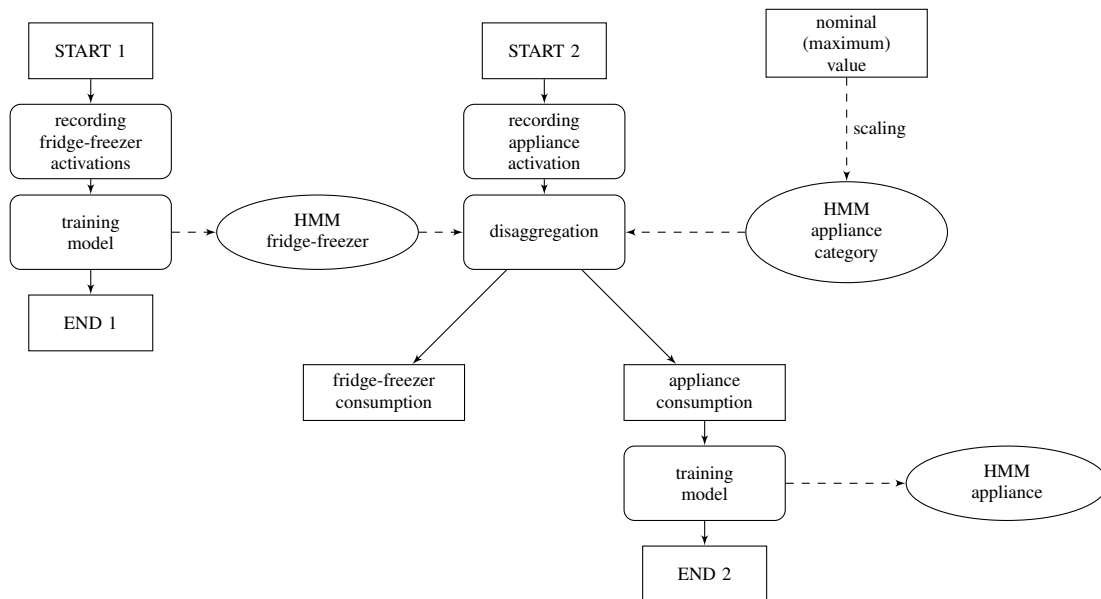 START 1
START 2
nominal
(maximum)
value
recording
fridge-freezer
activations
recording
appliance
activation
scaling
training
model
HMM
fridge-freezer
disaggregation
HMM
appliance
category
END 1
fridge-freezer
consumption
appliance
consumption
training
model
HMM
appliance
END 2